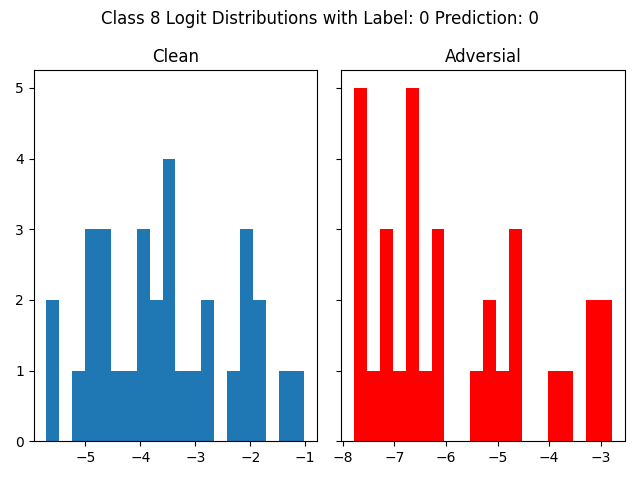 Class 8 Logit Distributions with Label: 0 Prediction: 0
Clean
Adversial
5
4
3
2
1
0
−5 −4 −3 −2 −1
−8 −7 −6 −5 −4 −3